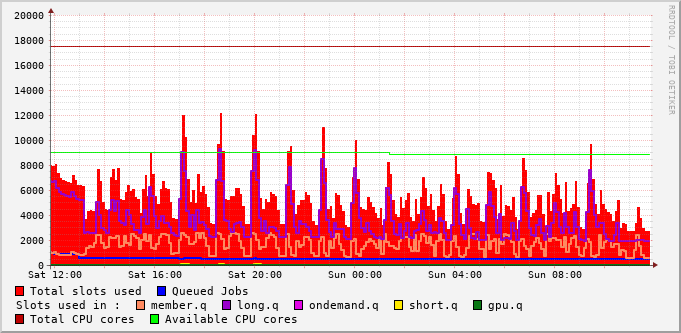 20000
18000
16000
14000
12000
10000
8000
6000
4000
2000
0
Sat 12:00 Sat 16:00 Sat 20:00 Sun 00:00 Sun 04:00 Sun 08:00
Total slots used Queued Jobs
Slots used in : member.q long.q ondemand.q short.q gpu.q
Total CPU cores Available CPU cores
RRDTOOL / TOBI OETIKER